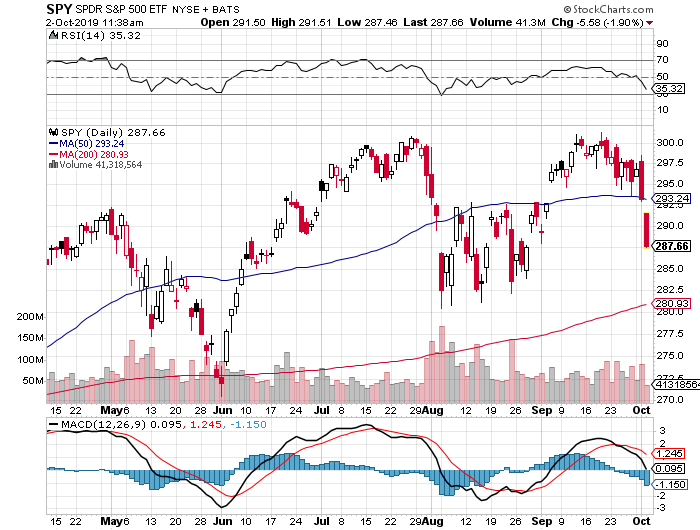 SPY SPDR S&P 500 ETF NYSE + BATS © StockCharts.com
2-Oct-2019 11:38am Open 291.50 High 291.51 Low 287.46 Last 287.66 Volume 41.3M Chg -5.58 (-1.90%)
RSI(14) 35.32
90
70
50
35.32
30
10
SPY (Daily) 287.66
MA(50) 293.24
MA(200) 280.93
Volume 41,318,564
300.0
297.5
295.0
293.24
292.5
290.0
287.66
285.0
282.5
280.93
280.0
277.5
275.0
272.5
41318564
270.0
200M
150M
100M
50M
15 22 May 6 13 20 28 Jun 10 17 24 Jul 8 15 22 Aug 12 19 26 Sep 9 16 23 Oct
MACD(12,26,9) 0.095, 1.245, -1.150
3
2
1.245
0.095
-1.150
-2
-3
15 22 May 6 13 20 28 Jun 10 17 24 Jul 8 15 22 Aug 12 19 26 Sep 9 16 23 Oct